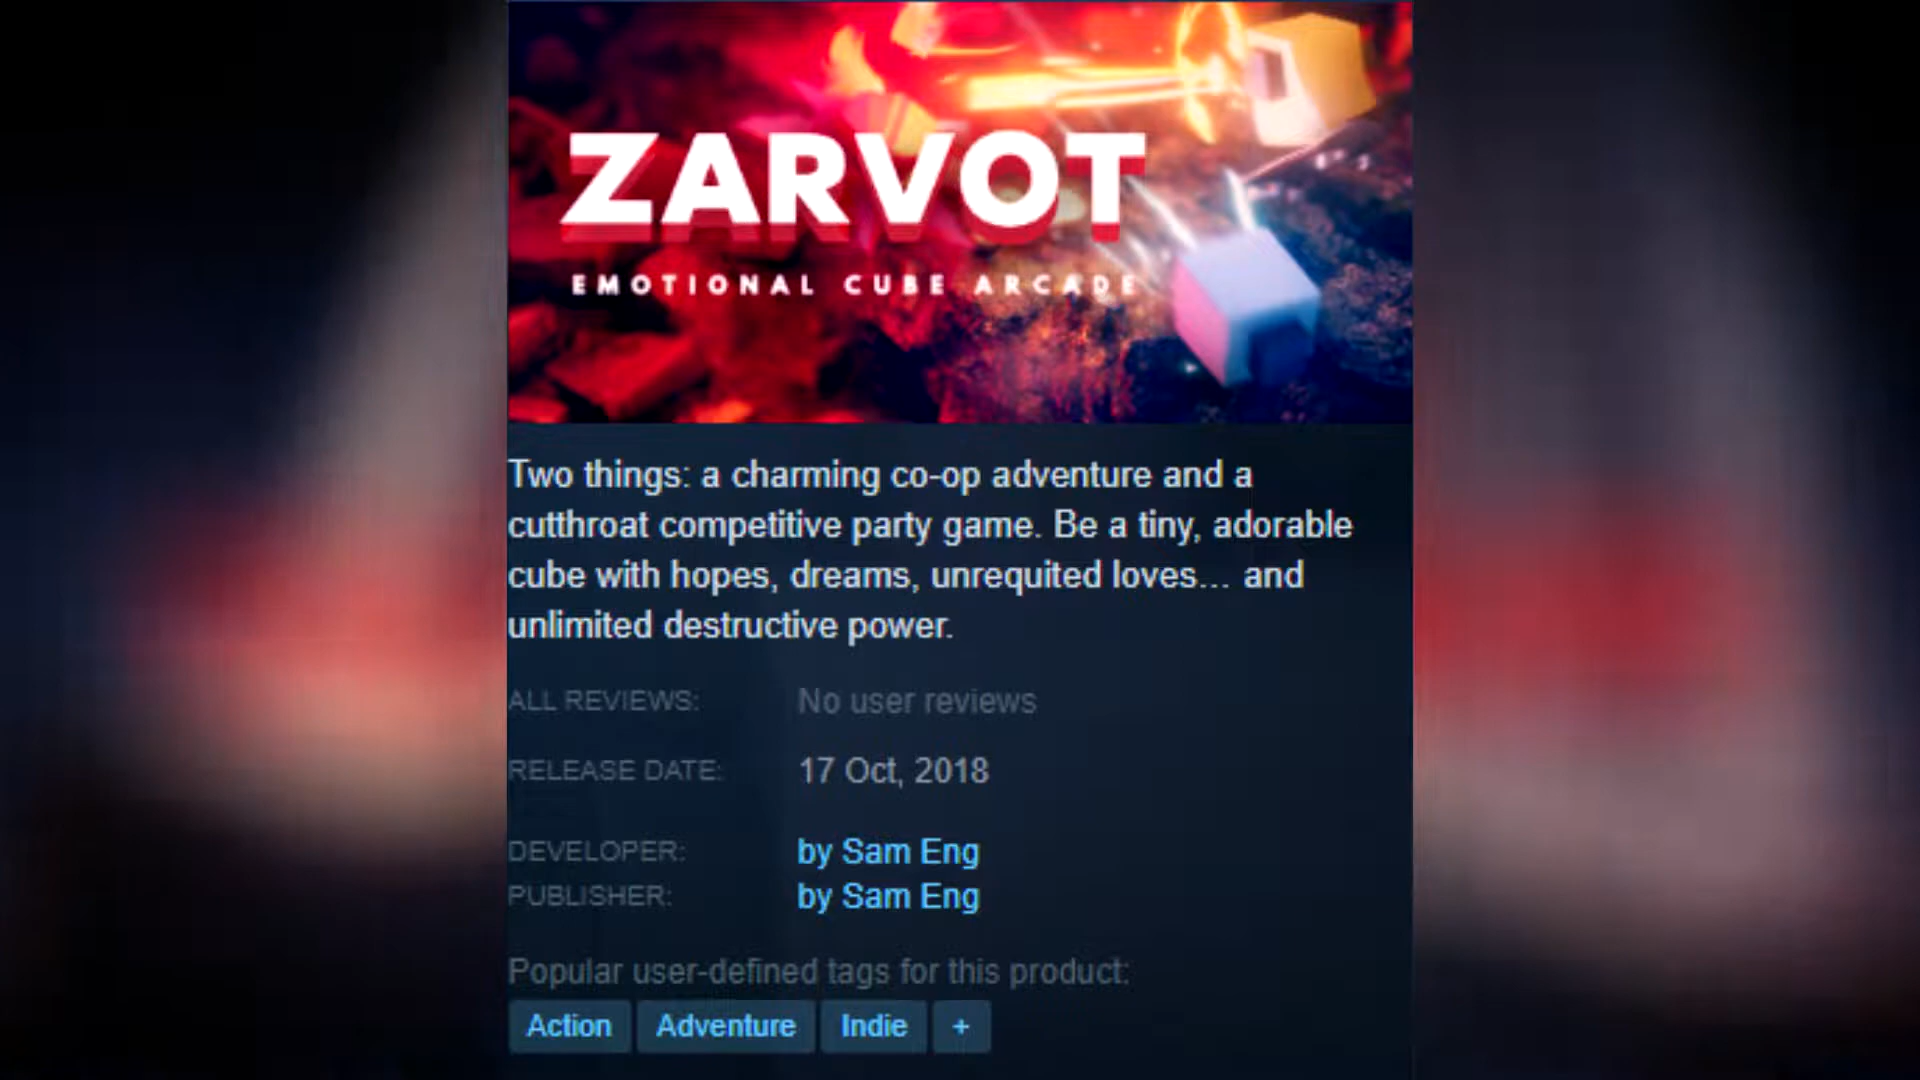 ZARVOT
EMOTIONAL CUBE ARCADE
Two things: a charming co-op adventure and a
cutthroat competitive party game. Be a tiny, adorable
cube with hopes, dreams, unrequited loves... and
unlimited destructive power.
ALL REVIEWS: No user reviews
RELEASE DATE: 17 Oct, 2018
DEVELOPER: by Sam Eng
PUBLISHER: by Sam Eng
Popular user-defined tags for this product:
Action Adventure Indie +